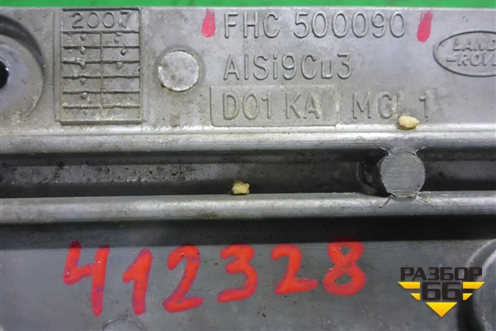 2007
FHC 500090
AlSi9Cu3
D01 KA MCL 1
LAND
-ROVER
412328
РАЗБОР
66